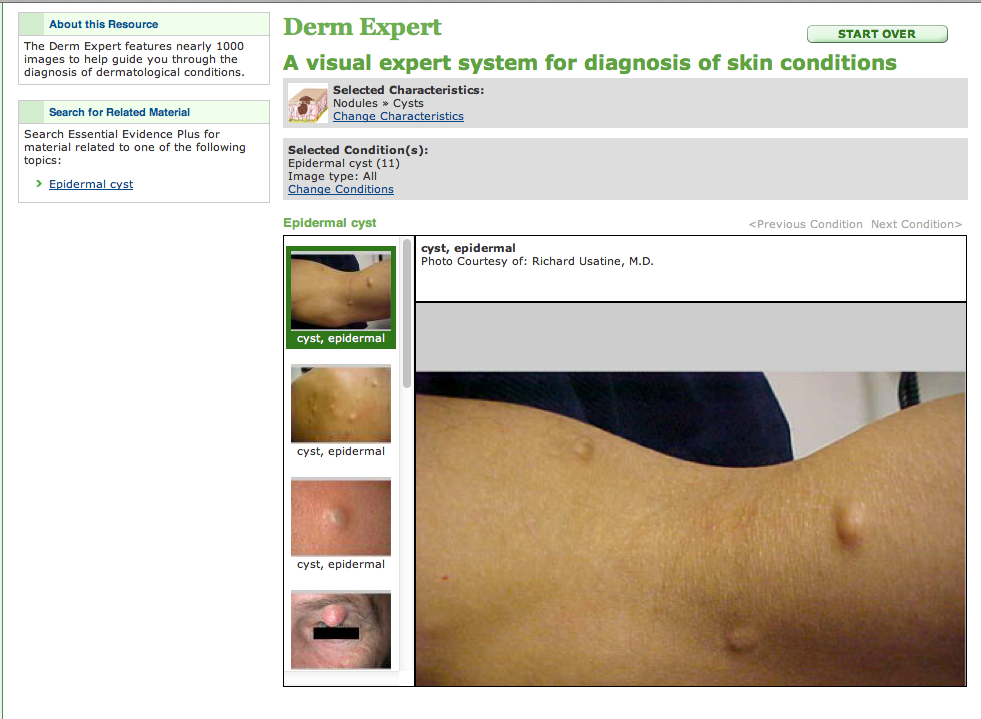 About this Resource
The Derm Expert features nearly 1000
images to help guide you through the
diagnosis of dermatological conditions.
Search for Related Material
Search Essential Evidence Plus for
material related to one of the following
topics:
Epidermal cyst
Derm Expert
START OVER
A visual expert system for diagnosis of skin conditions
Selected Characteristics:
Nodules » Cysts
Change Characteristics
Selected Condition(s):
Epidermal cyst (11)
Image type: All
Change Conditions
Epidermal cyst
<Previous Condition Next Condition>
cyst, epidermal
cyst, epidermal
cyst, epidermal
cyst, epidermal
Photo Courtesy of: Richard Usatine, M.D.